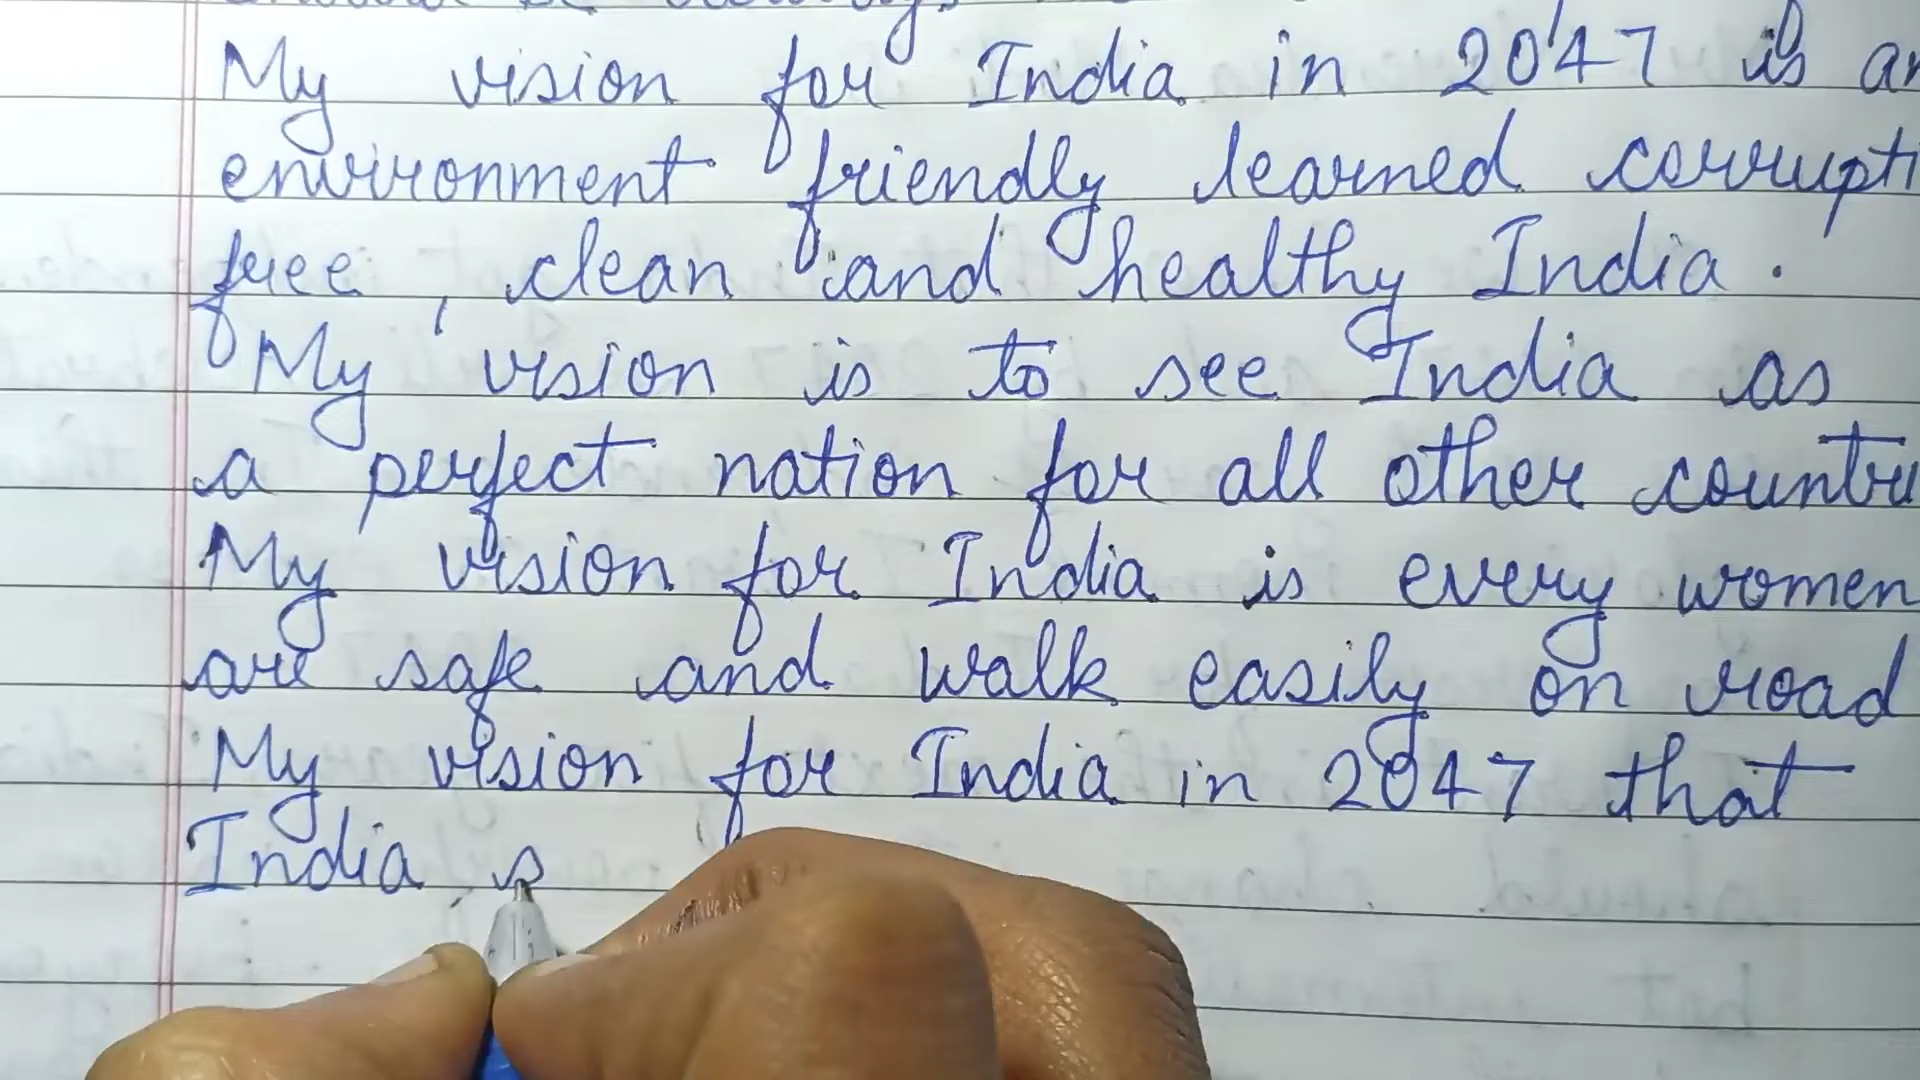 My vision for India in 2047 is an
environment friendly learned corrupti
free, clean and healthy India.
My vision is to see India as
a perfect nation for all other countri
My vision for India is every women
are safe and walk easily on road
My vision for India in 2047 that
India s